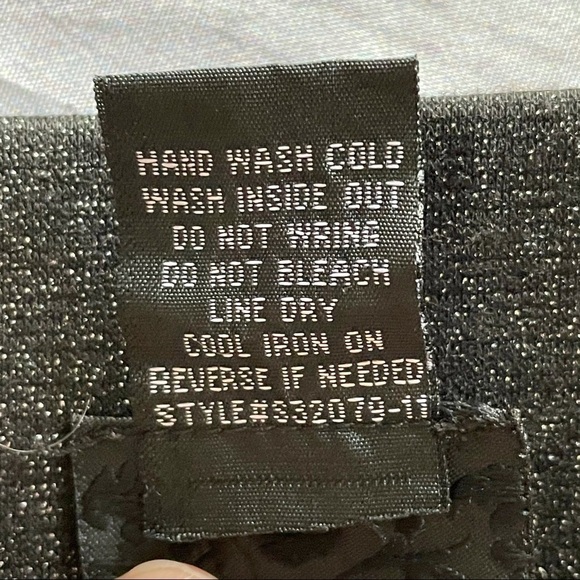 HAND WASH COLD
WASH INSIDE OUT
DO NOT WRING
DO NOT BLEACH
LINE DRY
COOL IRON ON
REVERSE IF NEEDED
STYLE#S32079-11